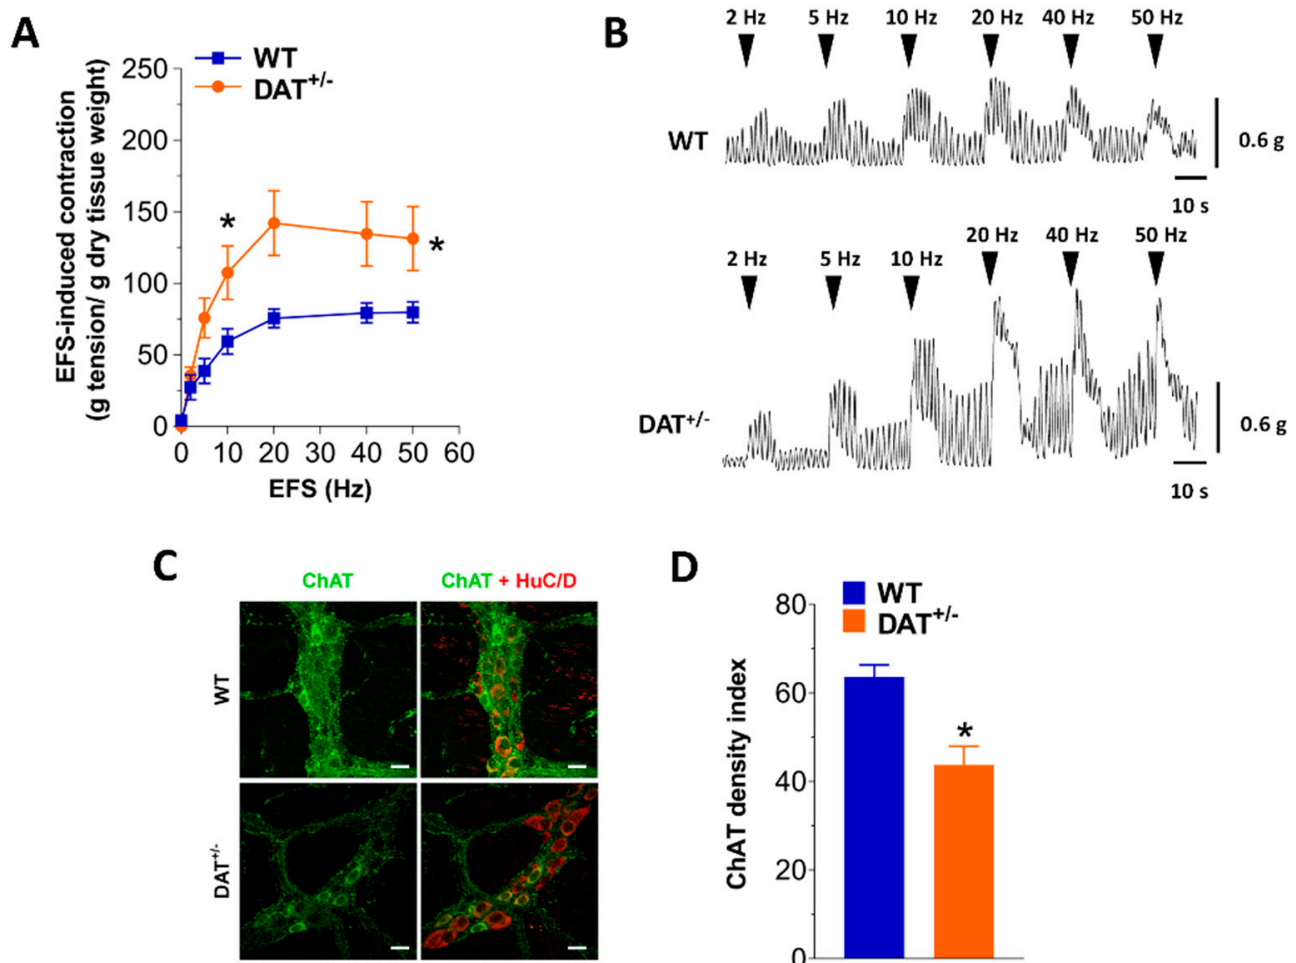 A
WT
DAT+/-
EFS-induced contraction
(g tension/ g dry tissue weight)
250
200
150
100
50
0
*
*
0 10 20 30 40 50 60
EFS (Hz)
B
2 Hz 5 Hz 10 Hz 20 Hz 40 Hz 50 Hz
WT
0.6 g
10 s
2 Hz 5 Hz 10 Hz 20 Hz 40 Hz 50 Hz
DAT+/-
0.6 g
10 s
C
ChAT ChAT + HuC/D
WT
DAT+/-
D
WT
DAT+/-
ChAT density index
80
60
40
20
0
*